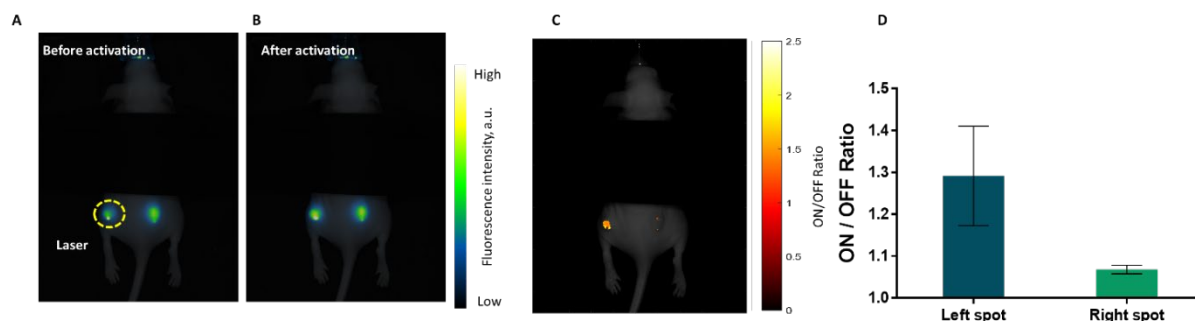 A
B
C
D
Before activation
After activation
Laser
High
Fluorescence intensity, a.u.
Low
2.5
2
1.5
1
0.5
0
ON/OFF Ratio
ON / OFF Ratio
1.5
1.4
1.3
1.2
1.1
1.0
Left spot
Right spot